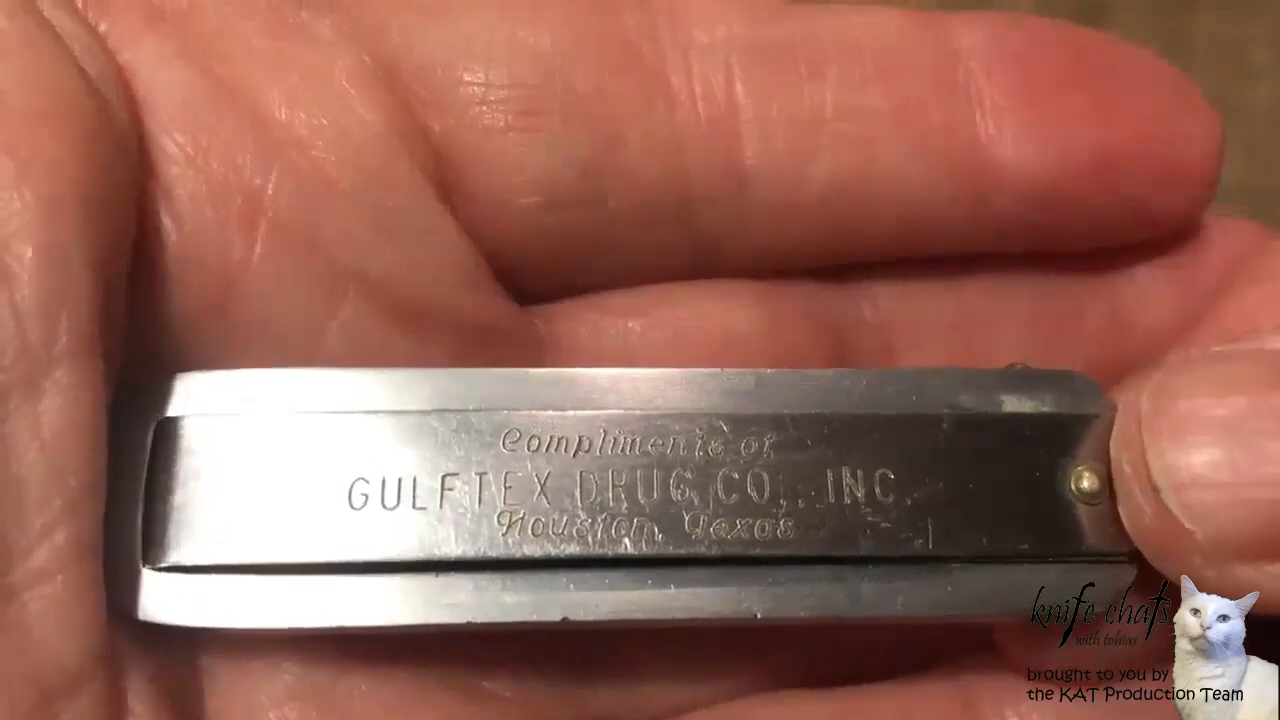 Compliments of
GULFTEX DRUG CO., INC.
Houston, Texas
knife chats
with tobias
brought to you by
the KAT Production Team